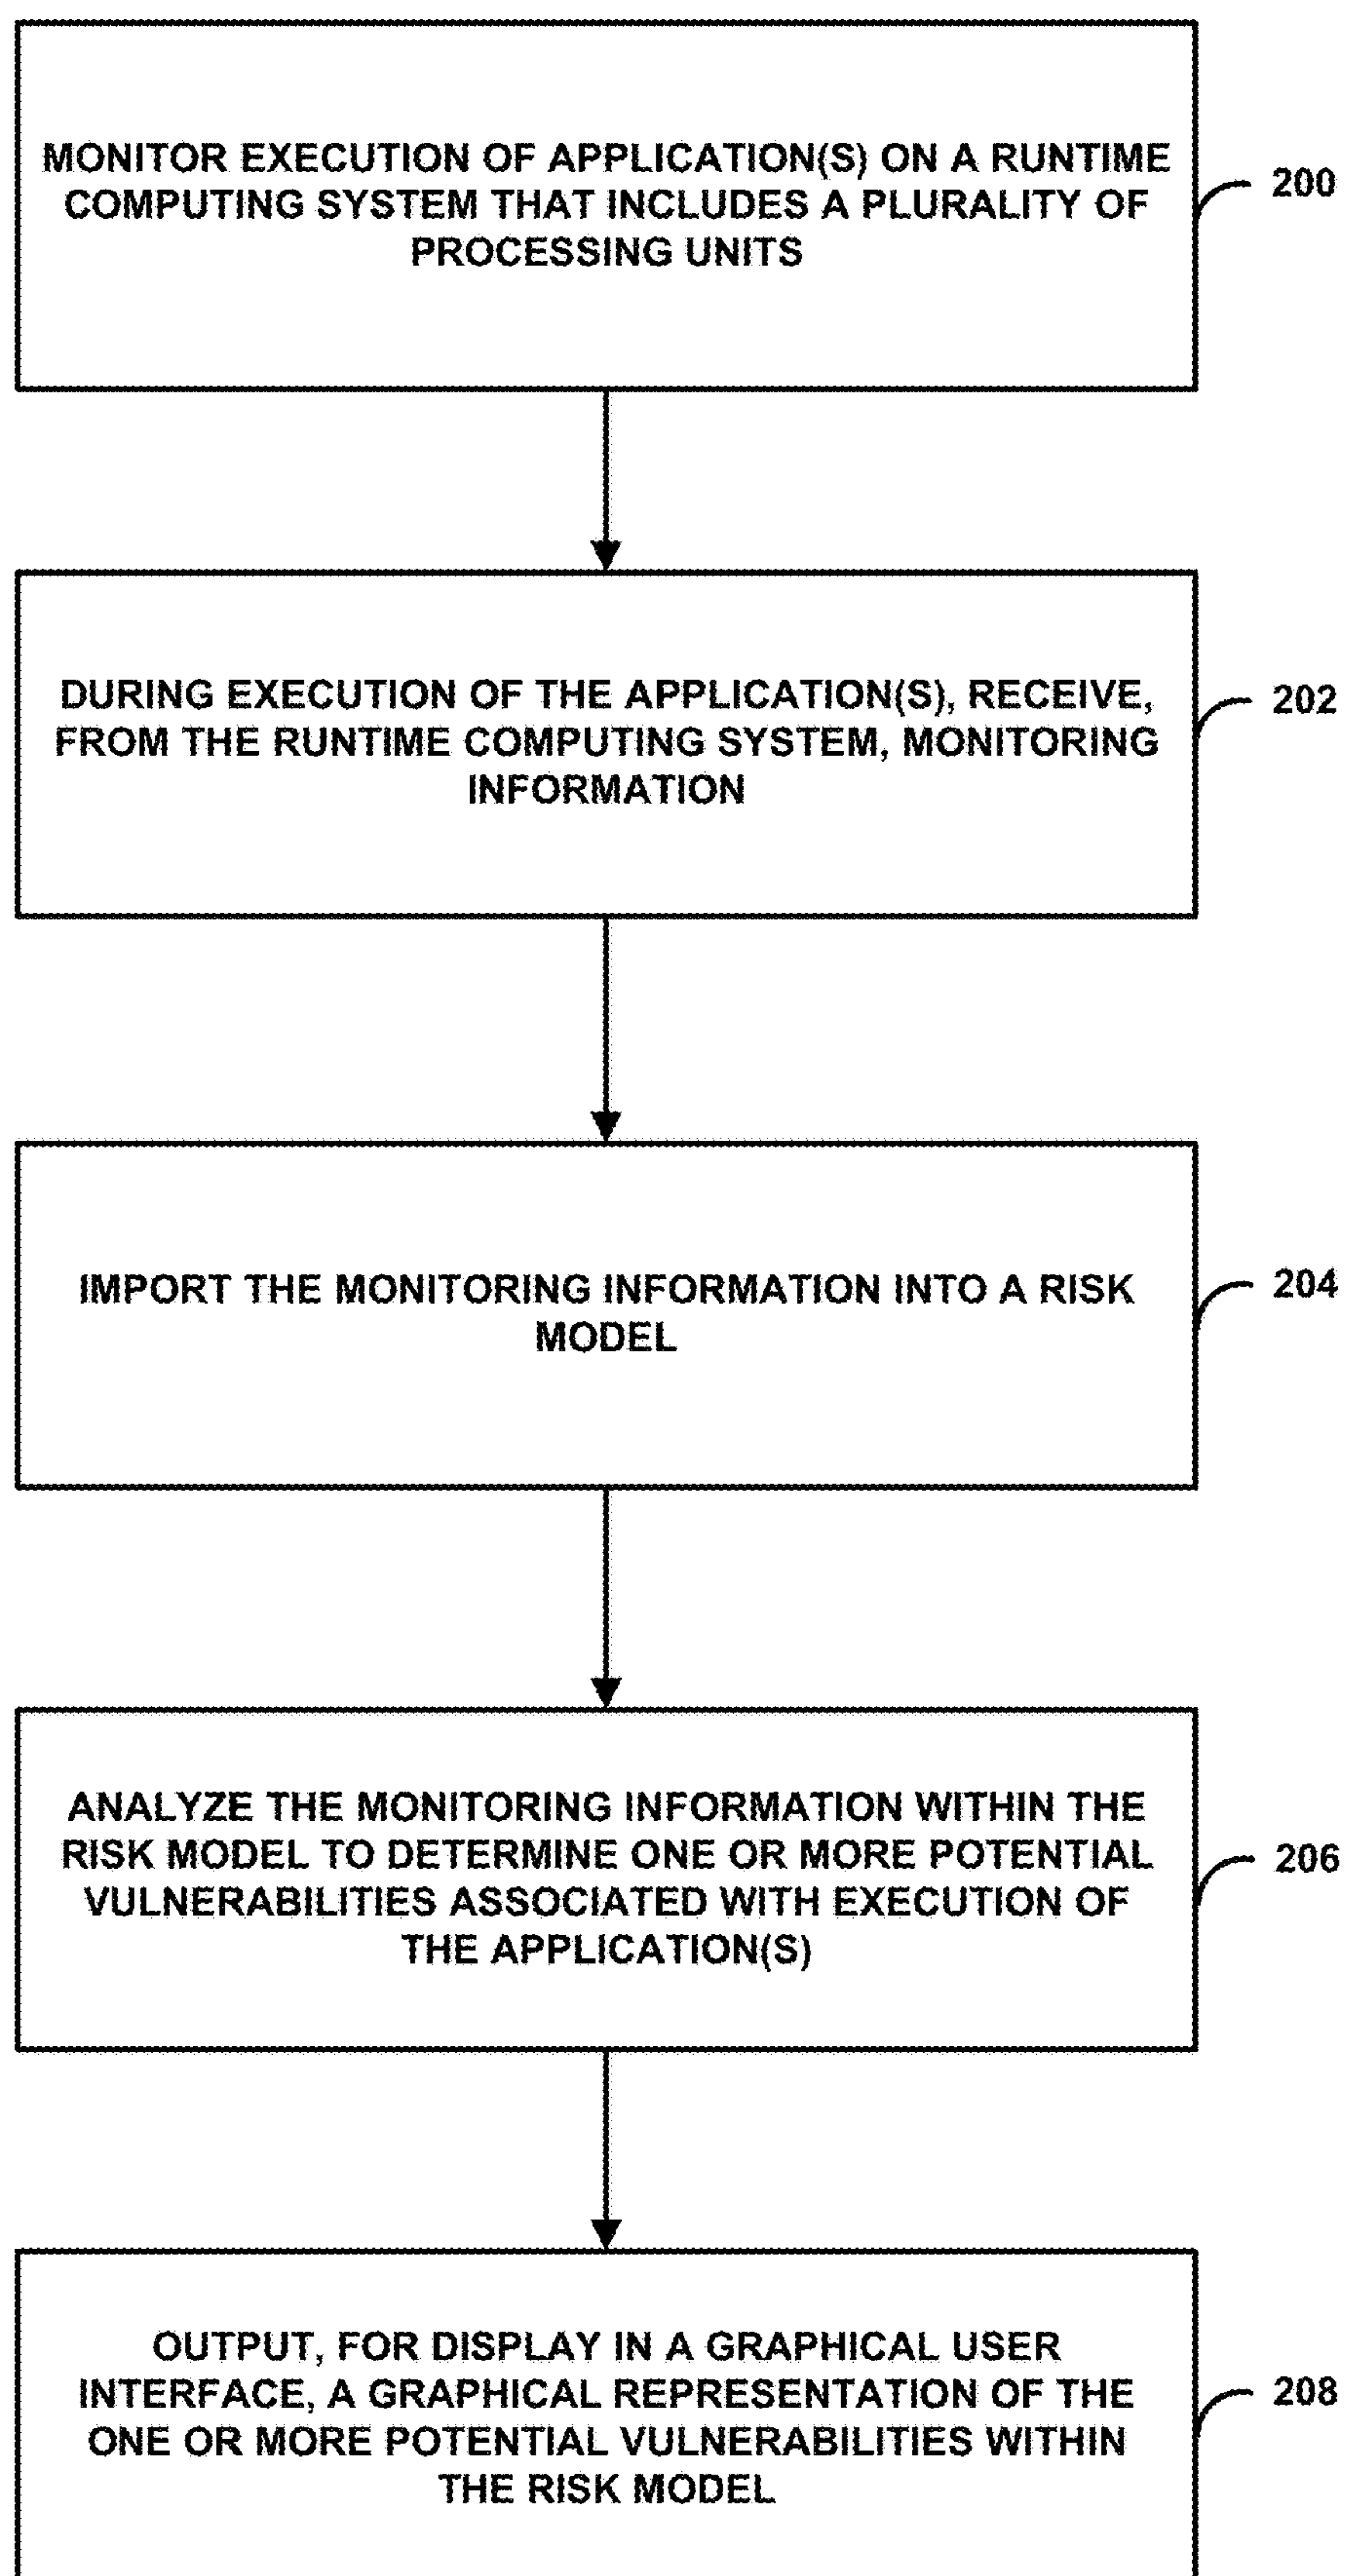 MONITOR EXECUTION OF APPLICATION(S) ON A RUNTIME
COMPUTING SYSTEM THAT INCLUDES A PLURALITY OF
PROCESSING UNITS
200
DURING EXECUTION OF THE APPLICATION(S), RECEIVE,
FROM THE RUNTIME COMPUTING SYSTEM, MONITORING
INFORMATION
202
IMPORT THE MONITORING INFORMATION INTO A RISK
MODEL
204
ANALYZE THE MONITORING INFORMATION WITHIN THE
RISK MODEL TO DETERMINE ONE OR MORE POTENTIAL
VULNERABILITIES ASSOCIATED WITH EXECUTION OF
THE APPLICATION(S)
206
OUTPUT, FOR DISPLAY IN A GRAPHICAL USER
INTERFACE, A GRAPHICAL REPRESENTATION OF THE
ONE OR MORE POTENTIAL VULNERABILITIES WITHIN
THE RISK MODEL
208